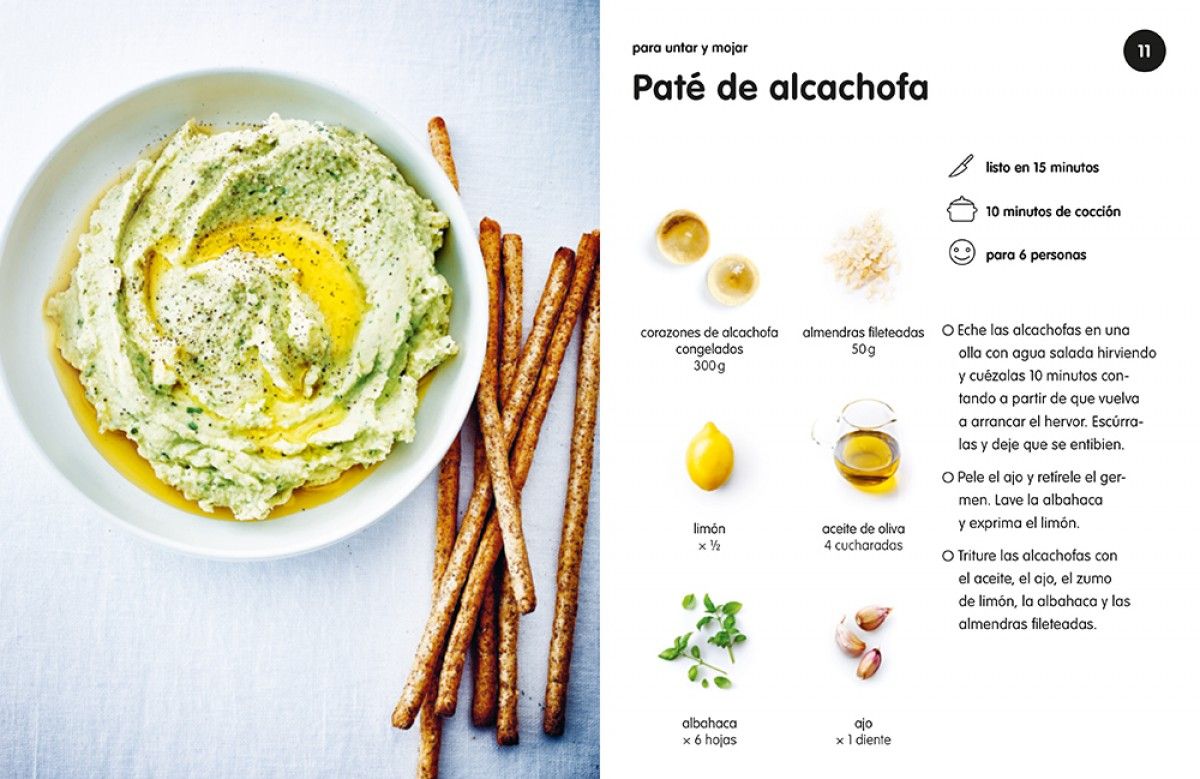 para untar y mojar
11
Paté de alcachofa
listo en 15 minutos
10 minutos de cocción
para 6 personas
corazones de alcachofa
congelados
300 g
almendras fileteadas
50 g
limón
× ½
aceite de oliva
4 cucharadas
albahaca
× 6 hojas
ajo
× 1 diente
Eche las alcachofas en una
olla con agua salada hirviendo
y cuézalas 10 minutos con-
tando a partir de que vuelva
a arrancar el hervor. Escúrra-
las y deje que se entibien.
Pele el ajo y retírele el ger-
men. Lave la albahaca
y exprima el limón.
Triture las alcachofas con
el aceite, el ajo, el zumo
de limón, la albahaca y las
almendras fileteadas.